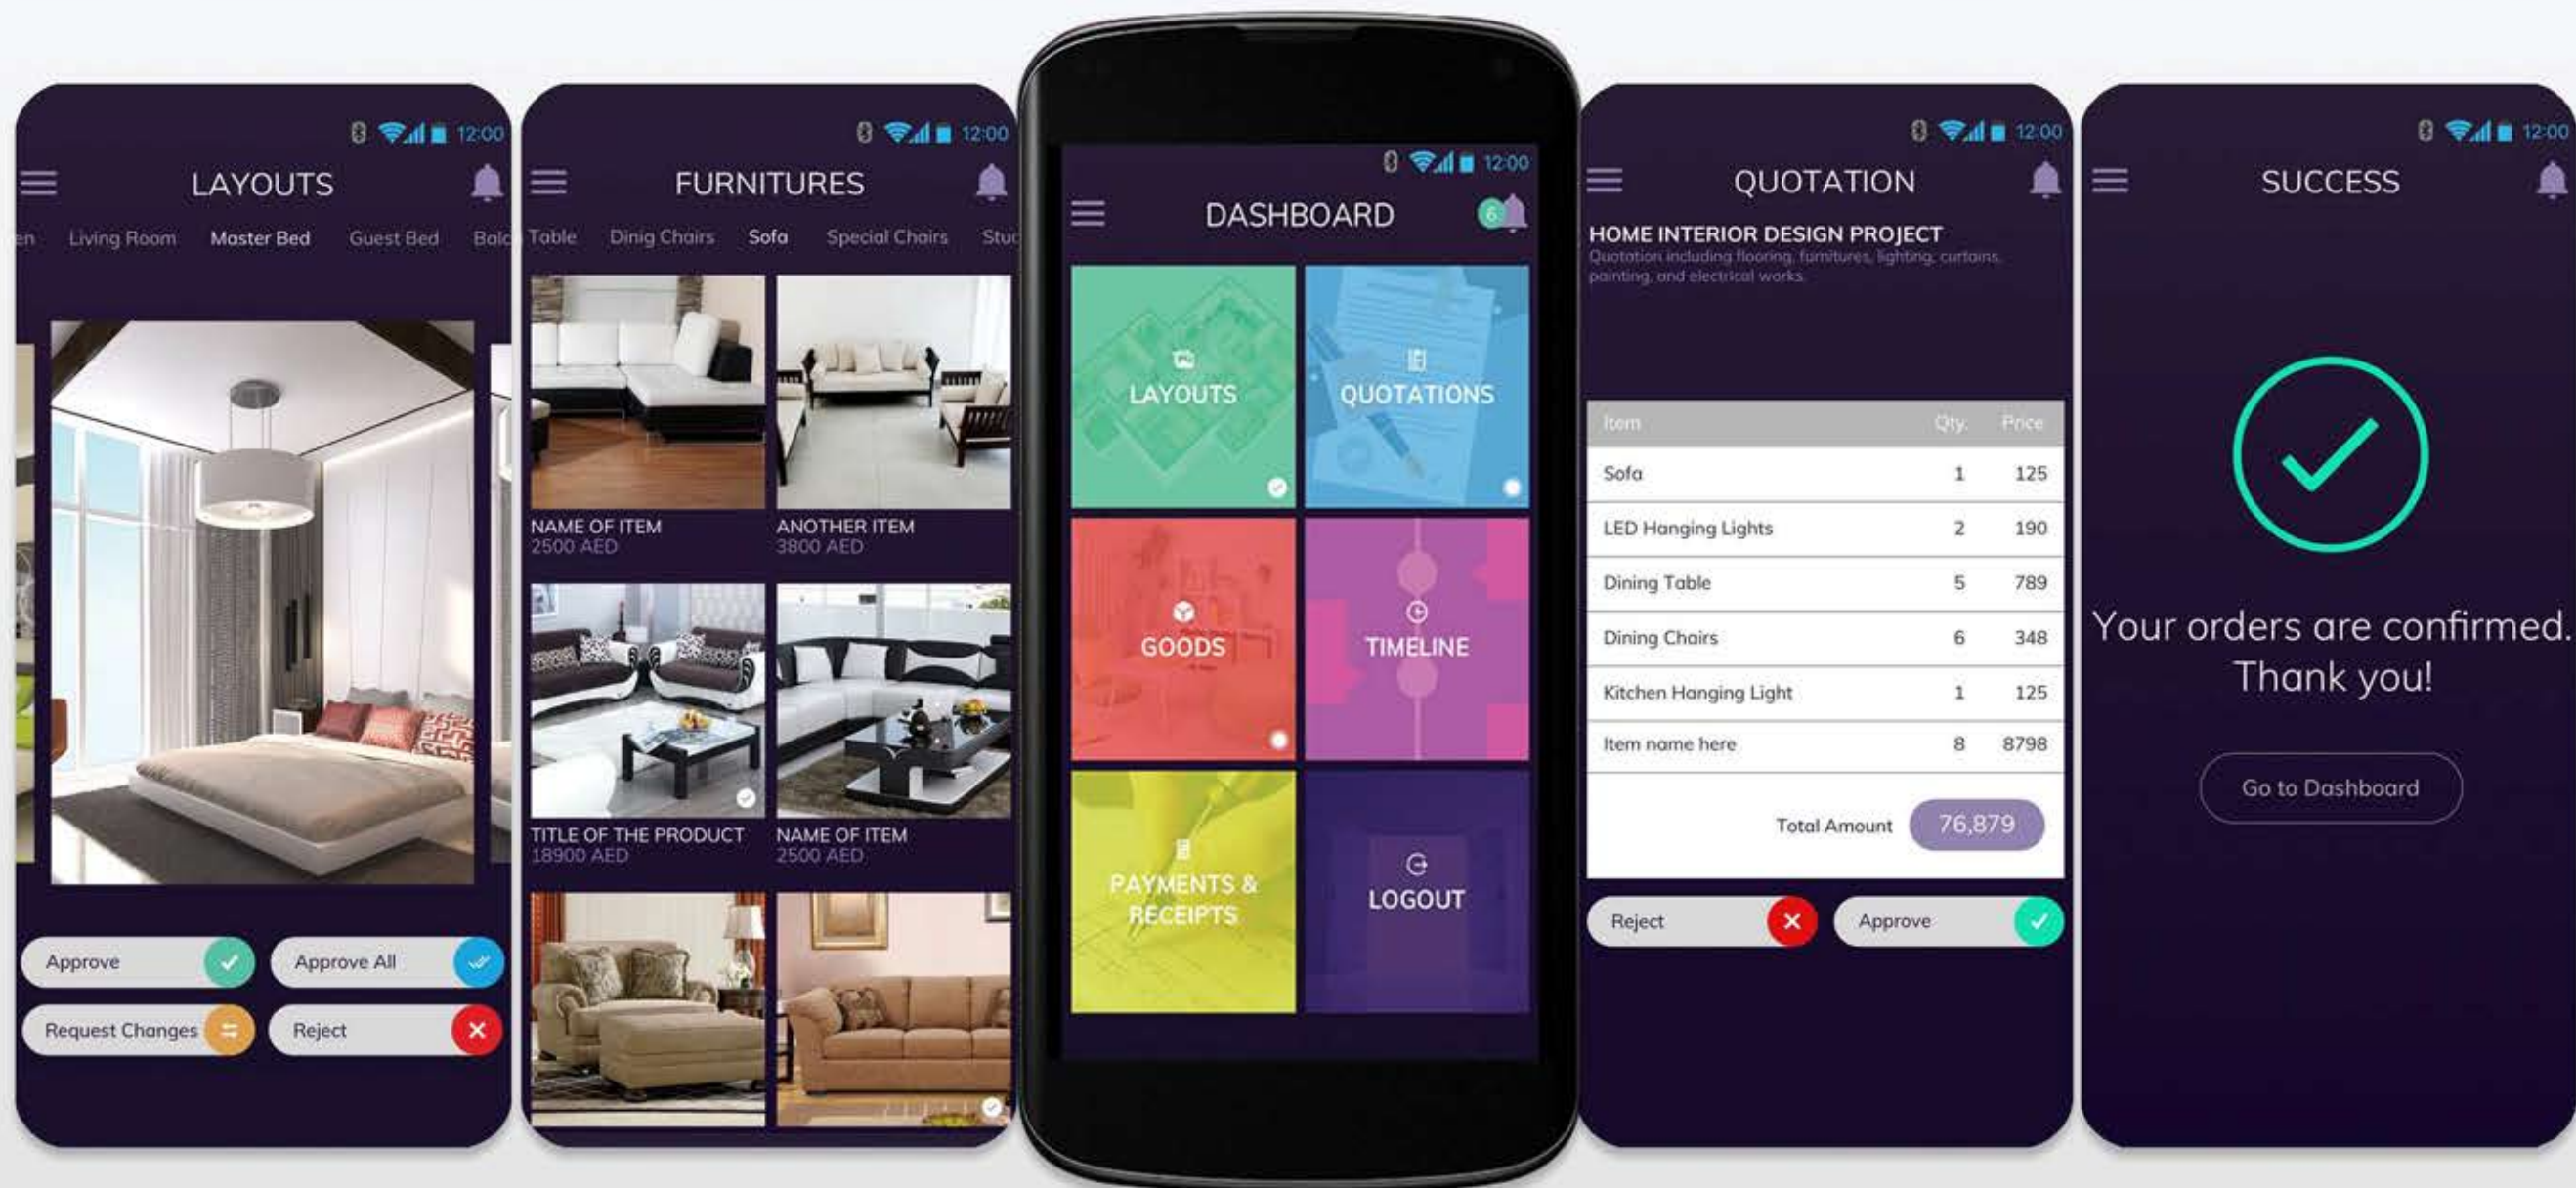 12:00
LAYOUTS
en Living Room Master Bed Guest Bed Balc
Approve
Approve All
Request Changes
Reject
12:00
FURNITURES
Table Dinig Chairs Sofa Special Chairs Stud
NAME OF ITEM
2500 AED
ANOTHER ITEM
3800 AED
TITLE OF THE PRODUCT
18900 AED
NAME OF ITEM
2500 AED
12:00
DASHBOARD
6
LAYOUTS
QUOTATIONS
GOODS
TIMELINE
PAYMENTS &
RECEIPTS
LOGOUT
12:00
QUOTATION
HOME INTERIOR DESIGN PROJECT
Quotation including flooring, furnitures, lighting, curtains,
painting, and electrical works.
Item Qty. Price
Sofa 1 125
LED Hanging Lights 2 190
Dining Table 5 789
Dining Chairs 6 348
Kitchen Hanging Light 1 125
Item name here 8 8798
Total Amount 76,879
Reject
Approve
12:00
SUCCESS
Your orders are confirmed.
Thank you!
Go to Dashboard